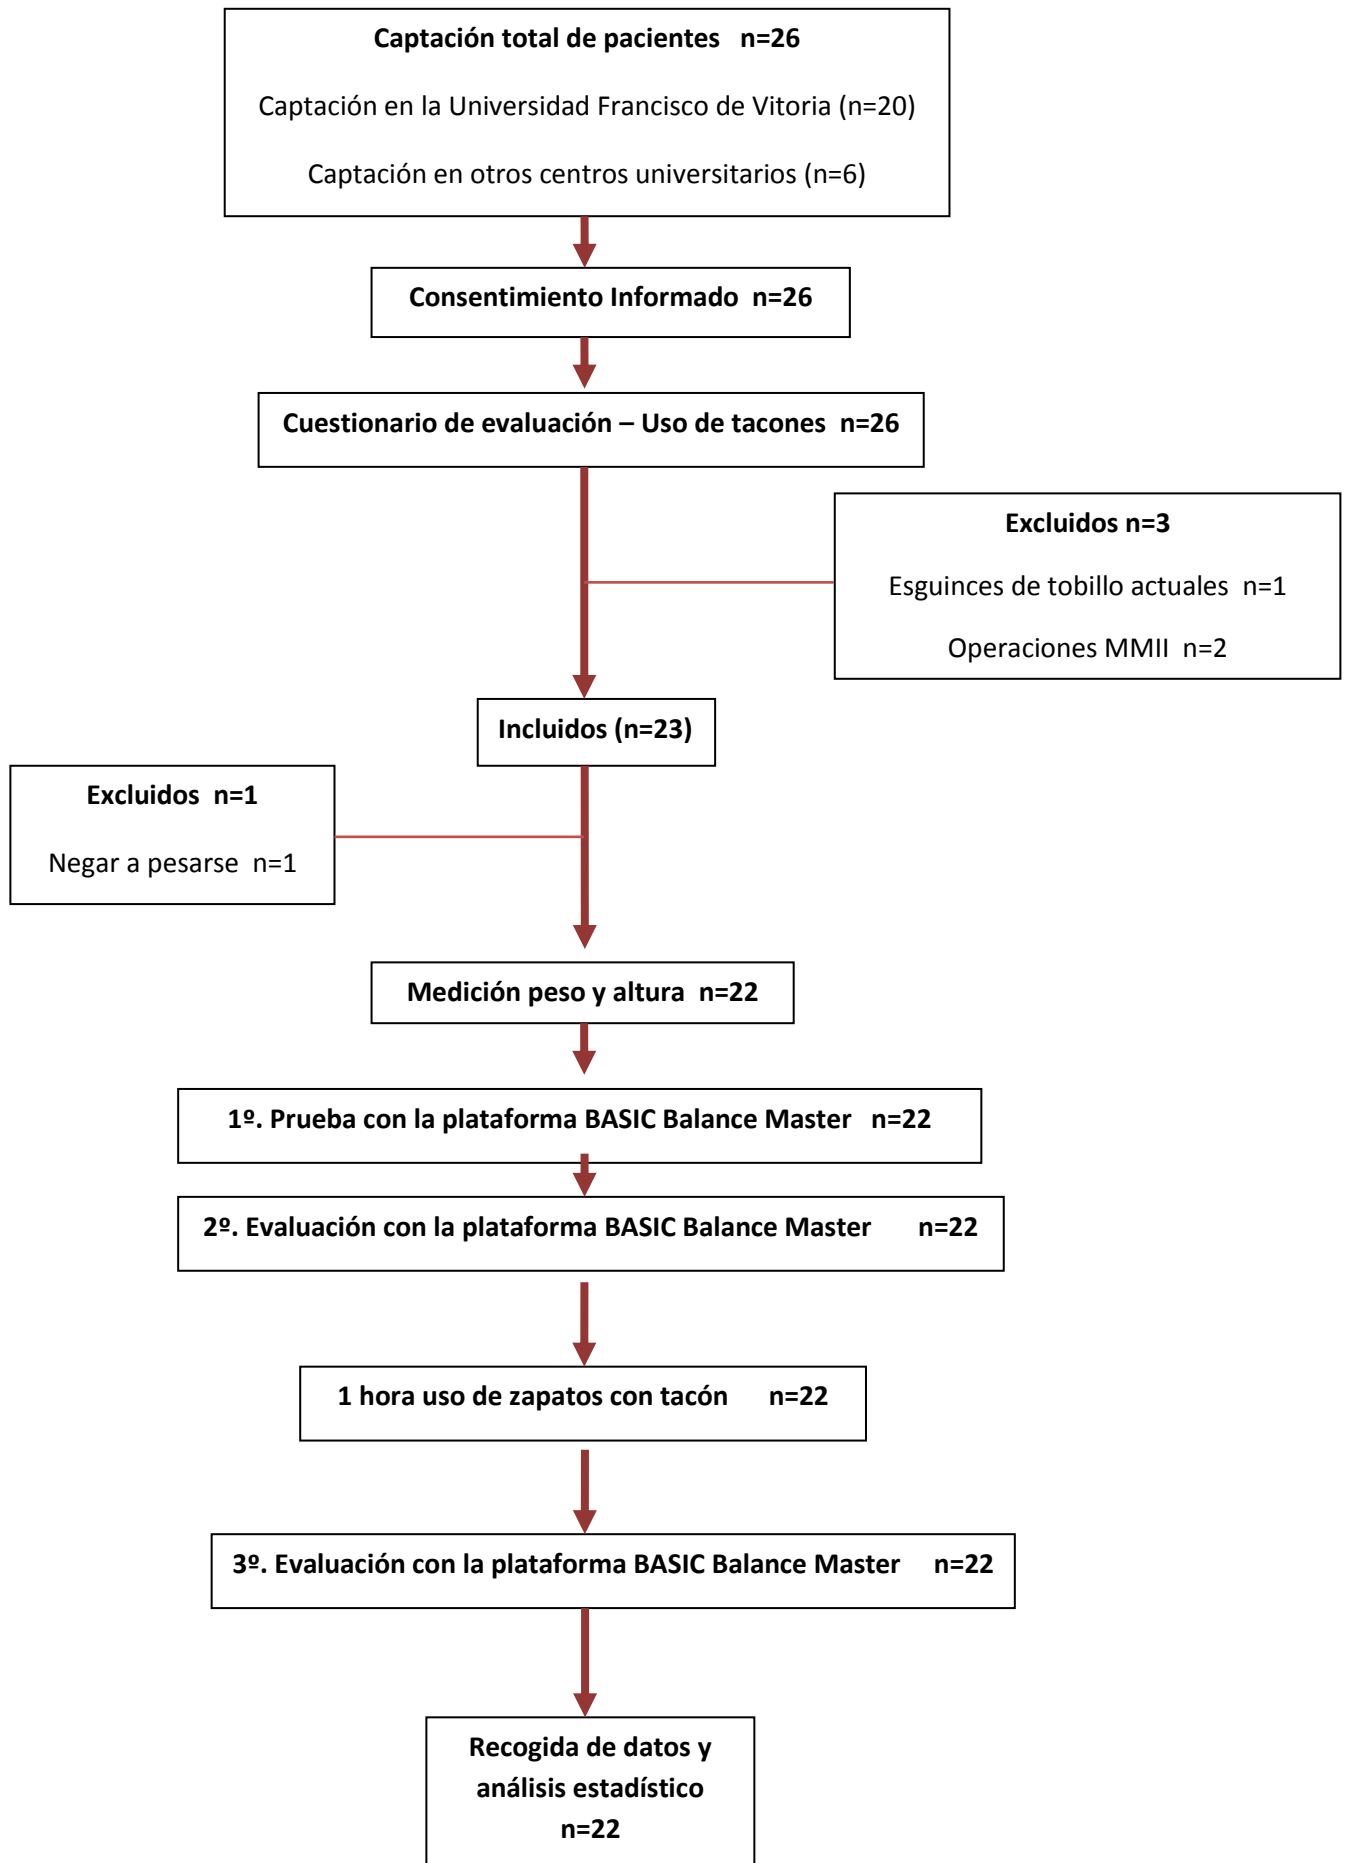 Captación total de pacientes n=26
Captación en la Universidad Francisco de Vitoria (n=20)
Captación en otros centros universitarios (n=6)
Consentimiento Informado n=26
Cuestionario de evaluación – Uso de tacones n=26
Excluidos n=3
Esguinces de tobillo actuales n=1
Operaciones MMII n=2
Incluidos (n=23)
Excluidos n=1
Negar a pesarse n=1
Medición peso y altura n=22
1º. Prueba con la plataforma BASIC Balance Master n=22
2º. Evaluación con la plataforma BASIC Balance Master n=22
1 hora uso de zapatos con tacón n=22
3º. Evaluación con la plataforma BASIC Balance Master n=22
Recogida de datos y
análisis estadístico
n=22